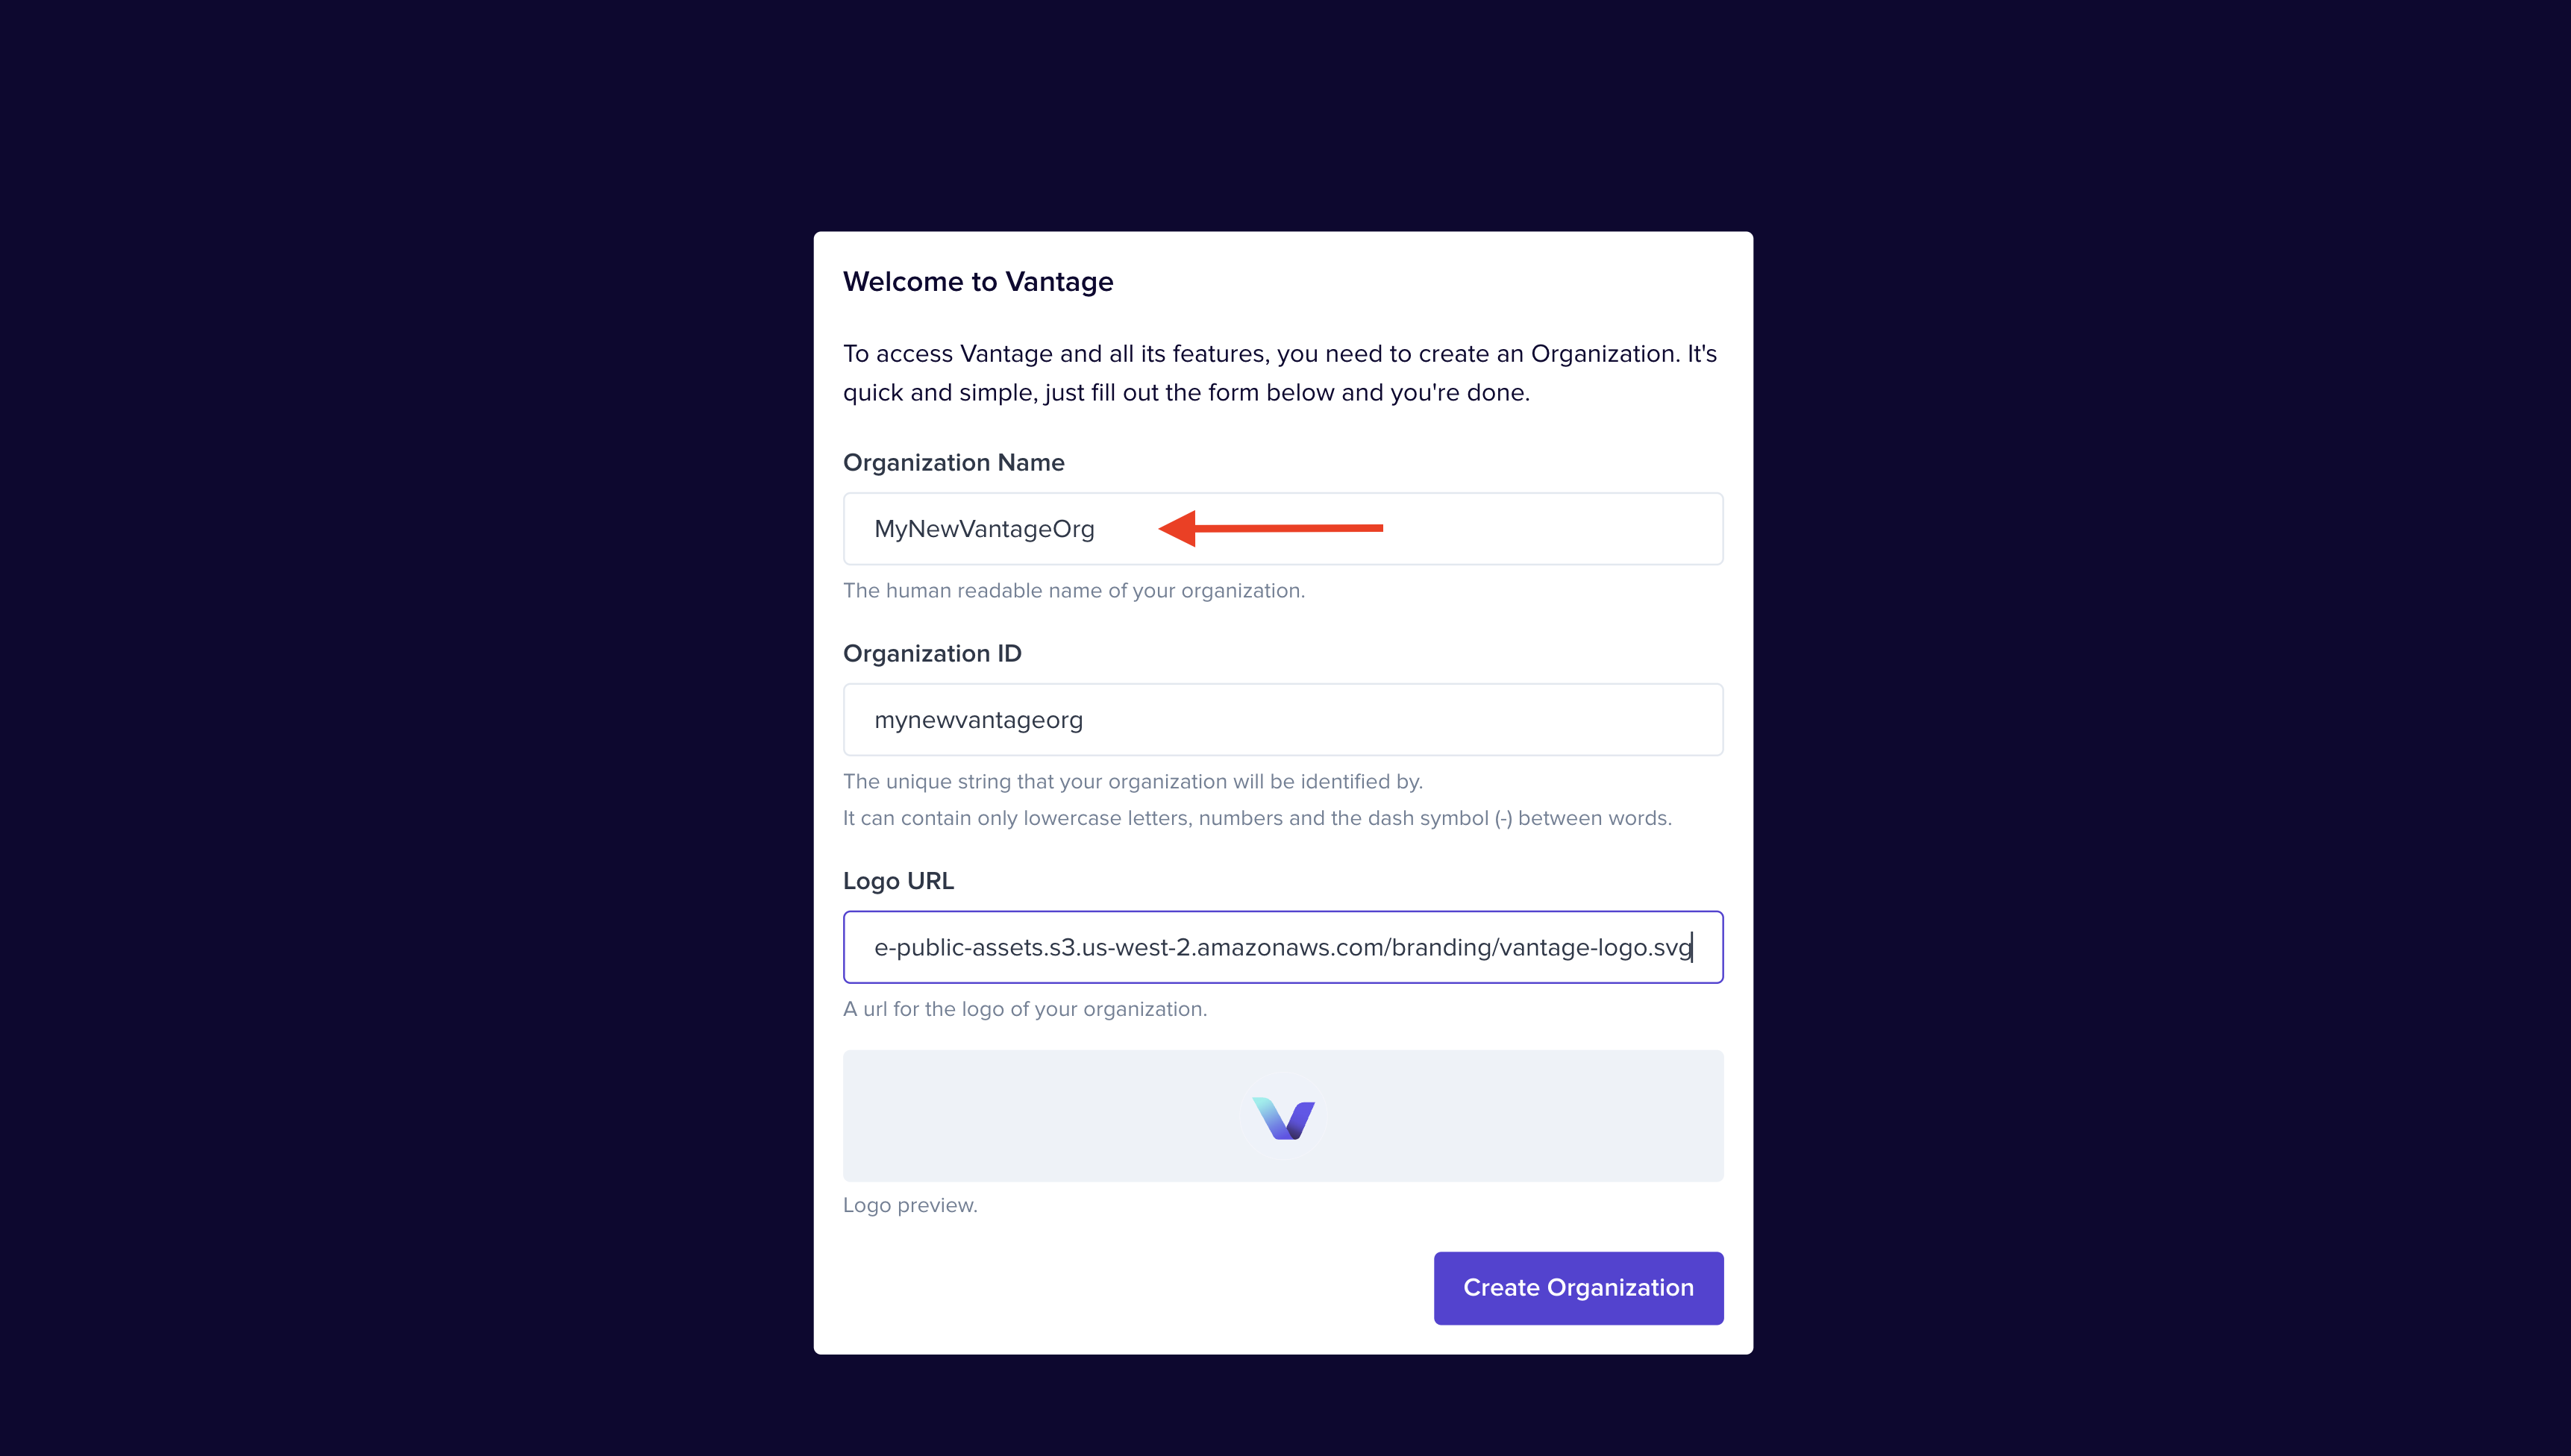 Welcome to Vantage
To access Vantage and all its features, you need to create an Organization. It's
quick and simple, just fill out the form below and you're done.
Organization Name
MyNewVantageOrg
The human readable name of your organization.
Organization ID
mynewvantageorg
The unique string that your organization will be identified by.
It can contain only lowercase letters, numbers and the dash symbol (-) between words.
Logo URL
e-public-assets.s3.us-west-2.amazonaws.com/branding/vantage-logo.svg
A url for the logo of your organization.
Logo preview.
Create Organization